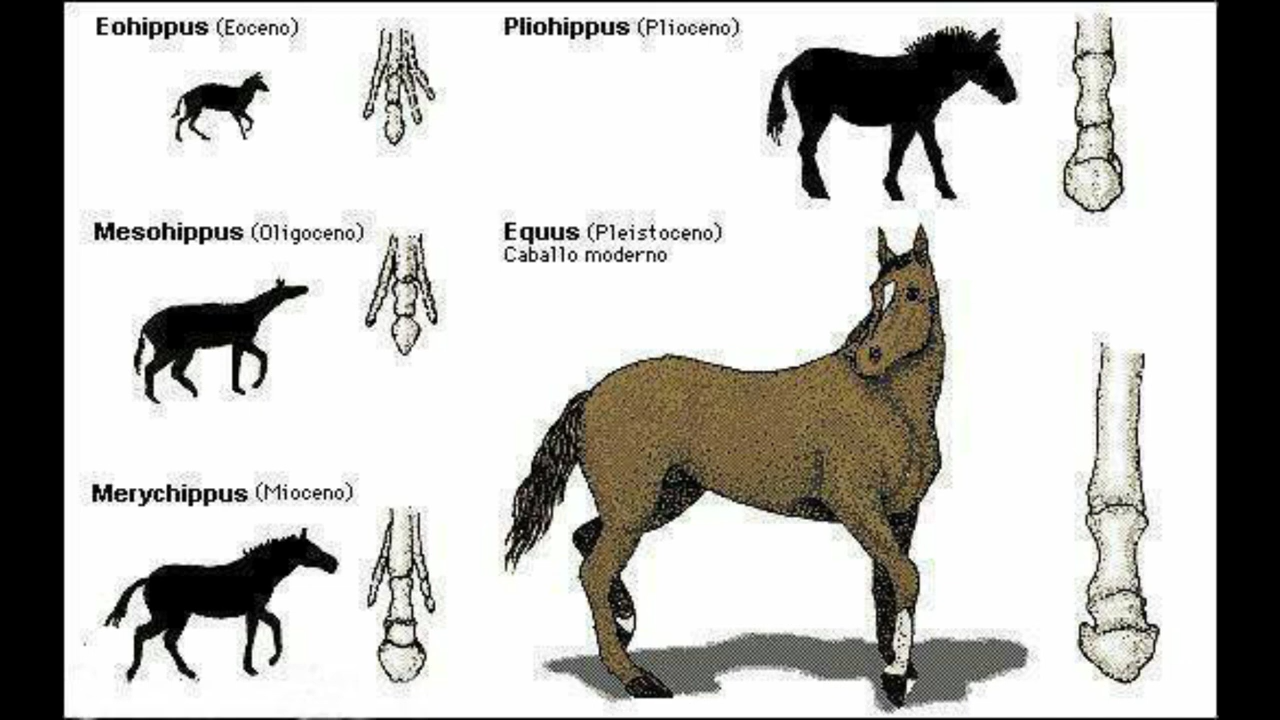 Eohippus (Eoceno)
Mesohippus (Oligoceno)
Merychippus (Mioceno)
Pliohippus (Plioceno)
Equus (Pleistoceno)
Caballo moderno